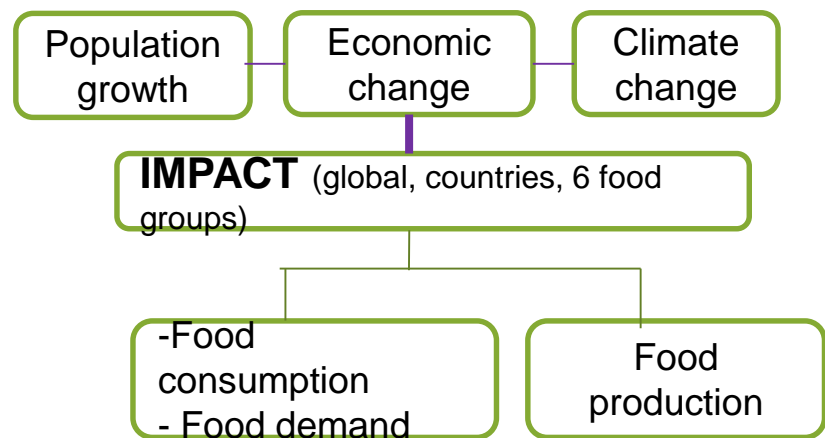 Population
growth
Economic
change
Climate
change
IMPACT (global, countries, 6 food
groups)
-Food
consumption
- Food demand
Food
production